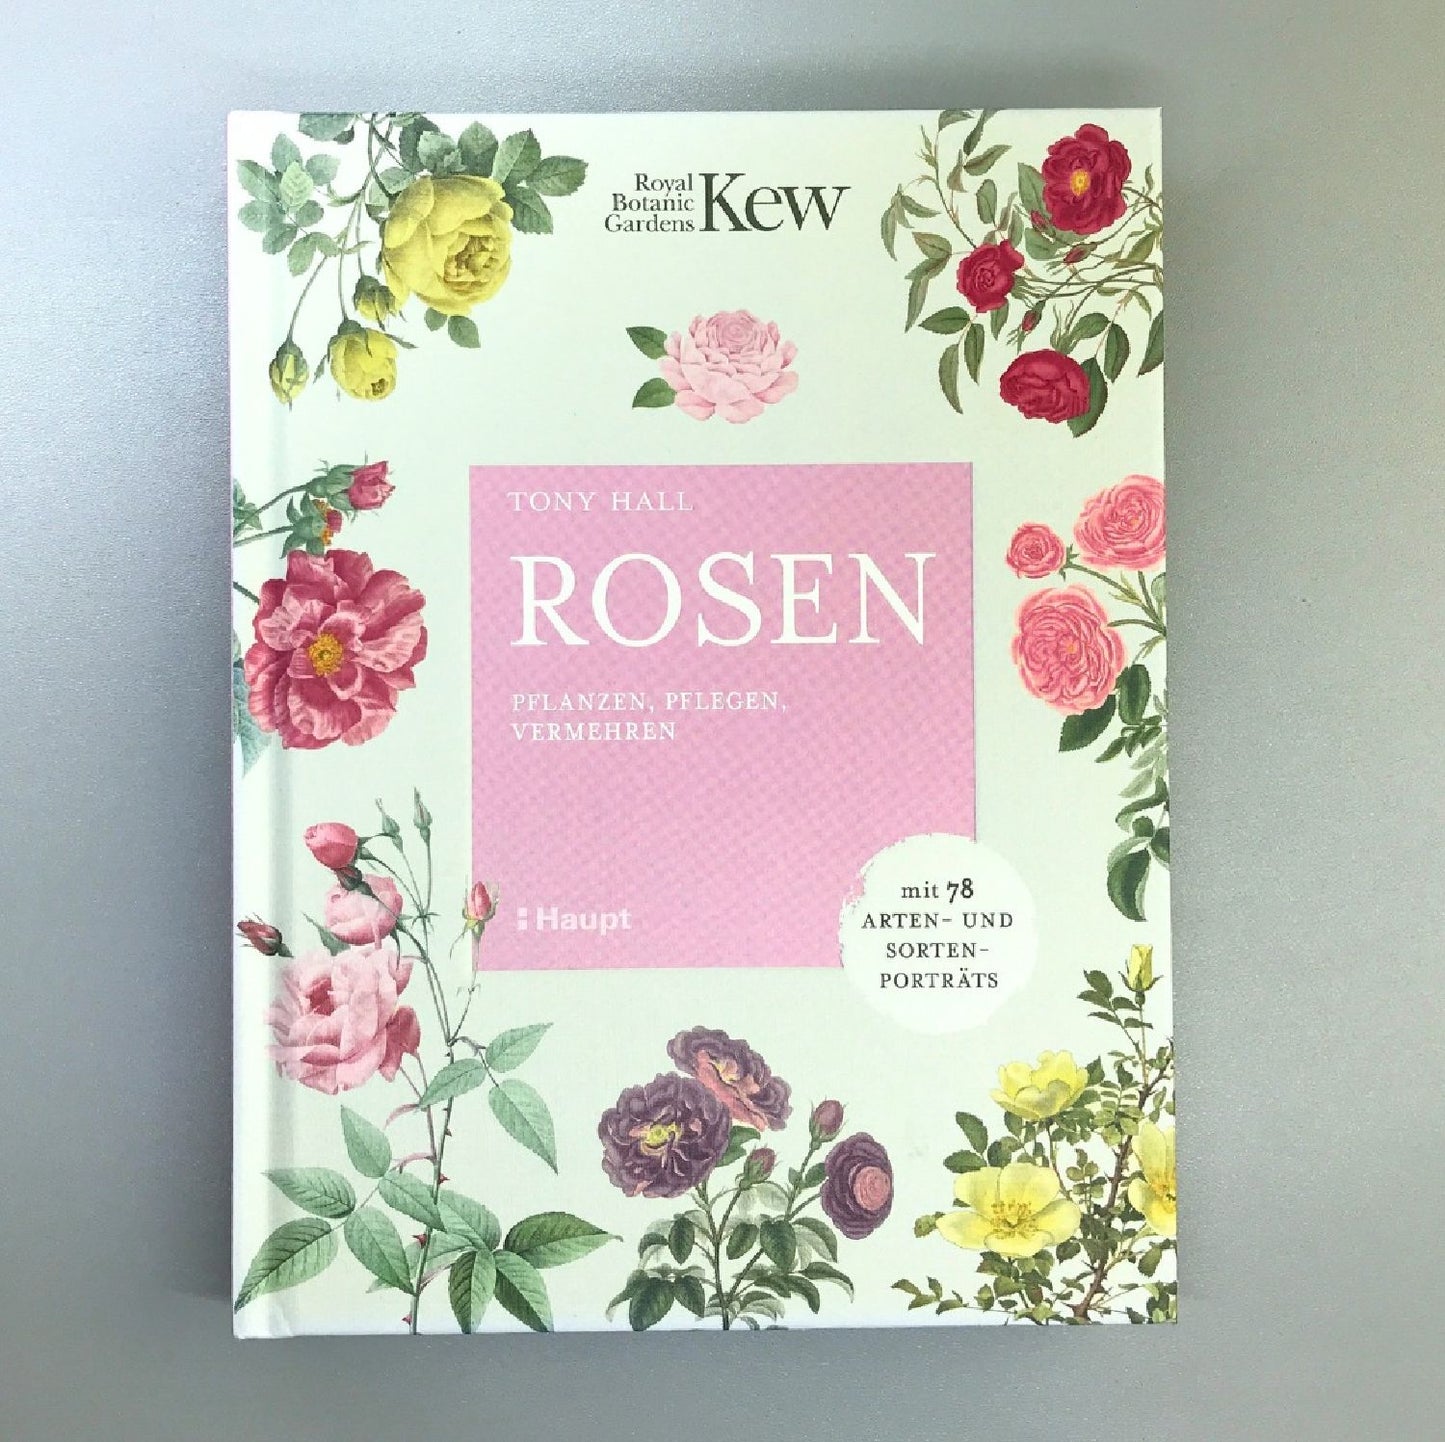 Royal
Botanic
Gardens Kew
TONY HALL
ROSEN
PFLANZEN, PFLEGEN,
VERMEHREN
Haupt
mit 78
ARTEN- UND
SORTEN-
PORTRÄTS